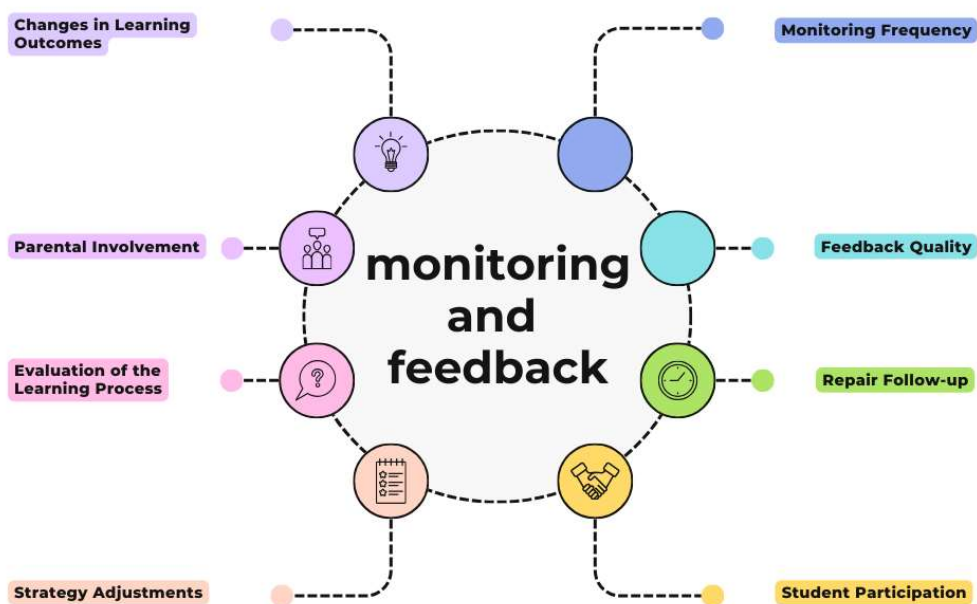 Changes in Learning
Outcomes
Monitoring Frequency
Parental Involvement
monitoring
and
feedback
Feedback Quality
Evaluation of the
Learning Process
?
Repair Follow-up
Strategy Adjustments
Student Participation